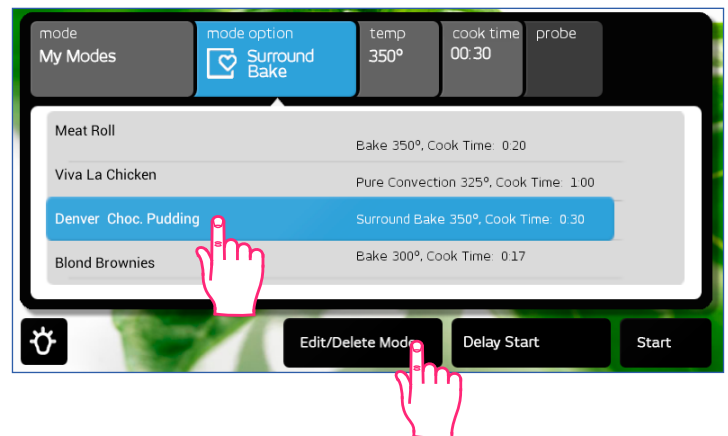 mode
My Modes
mode option
Surround
Bake
temp
350°
cook time
00:30
probe
Meat Roll
Bake 350°, Cook Time: 0:20
Viva La Chicken
Pure Convection 325°, Cook Time: 1:00
Denver Choc. Pudding
Surround Bake 350°, Cook Time: 0:30
Blond Brownies
Bake 300°, Cook Time: 0:17
Edit/Delete Mode
Delay Start
Start